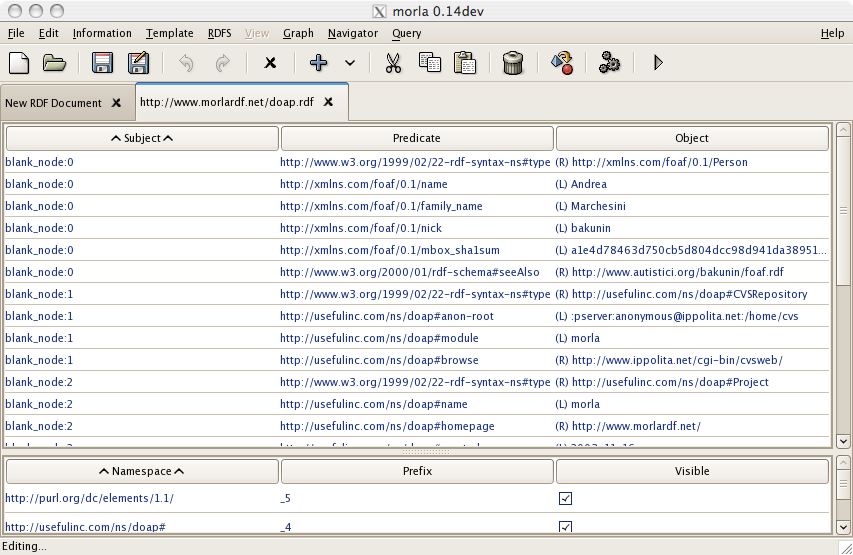 morla 0.14dev
File Edit Information Template RDFS View Graph Navigator Query Help
New RDF Document http://www.morlardf.net/doap.rdf
Subject Predicate Object
blank_node:0 http://www.w3.org/1999/02/22-rdf-syntax-ns#type (R) http://xmlns.com/foaf/0.1/Person
blank_node:0 http://xmlns.com/foaf/0.1/name (L) Andrea
blank_node:0 http://xmlns.com/foaf/0.1/family_name (L) Marchesini
blank_node:0 http://xmlns.com/foaf/0.1/nick (L) bakunin
blank_node:0 http://xmlns.com/foaf/0.1/mbox_sha1sum (L) a1e4d78463d750cb5d804dcc98d941da38951...
blank_node:0 http://www.w3.org/2000/01/rdf-schema#seeAlso (R) http://www.autistici.org/bakunin/foaf.rdf
blank_node:1 http://www.w3.org/1999/02/22-rdf-syntax-ns#type (R) http://usefulinc.com/ns/doap#CVSRepository
blank_node:1 http://usefulinc.com/ns/doap#anon-root (L) :pserver:anonymous@ippolita.net:/home/cvs
blank_node:1 http://usefulinc.com/ns/doap#module (L) morla
blank_node:1 http://usefulinc.com/ns/doap#browse (R) http://www.ippolita.net/cgi-bin/cvsweb/
blank_node:2 http://www.w3.org/1999/02/22-rdf-syntax-ns#type (R) http://usefulinc.com/ns/doap#Project
blank_node:2 http://usefulinc.com/ns/doap#name (L) morla
blank_node:2 http://usefulinc.com/ns/doap#homepage (R) http://www.morlardf.net/
Namespace Prefix Visible
http://purl.org/dc/elements/1.1/ _5
http://usefulinc.com/ns/doap# _4
Editing...